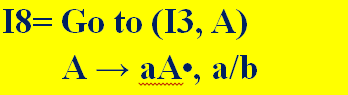 I8= Go to (I3, A)
A → aA•, a/b